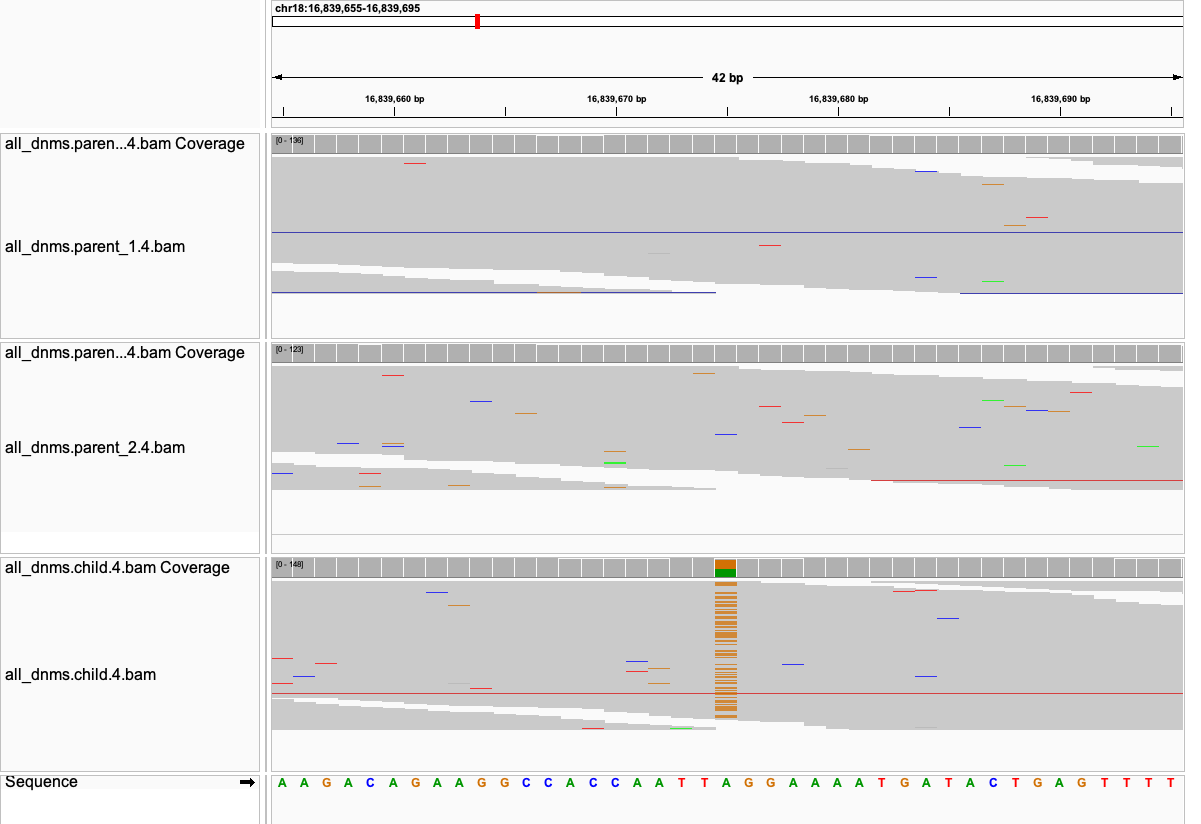 chr18:16,839,655-16,839,695
42 bp
16,839,660 bp 16,839,670 bp 16,839,680 bp 16,839,690 bp
all_dnms.paren...4.bam Coverage
[0 - 136]
all_dnms.parent_1.4.bam
all_dnms.paren...4.bam Coverage
[0 - 123]
all_dnms.parent_2.4.bam
all_dnms.child.4.bam Coverage
[0 - 148]
all_dnms.child.4.bam
Sequence A A G A C A G A A G G C C A C C A A T T A G G A A A A T G A T A C T G A G T T T T